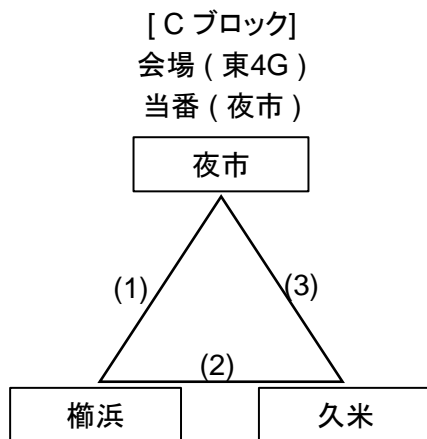 [ C ブロック]
会場 ( 東4G )
当番 ( 夜市 )
夜市
(1)
(3)
(2)
櫛浜
久米